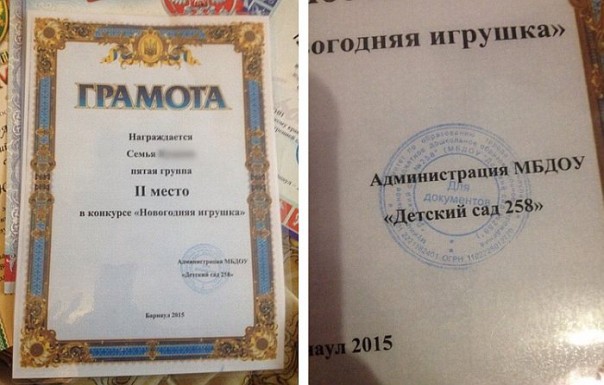 ГРАМОТА
Награждается
Семья
пятая группа
II место
в конкурсе «Новогодняя игрушка»
Администрация МБДОУ
«Детский сад 258»
Барнаул 2015
огодняя игрушка»
Администрация МБДОУ
Для
документов
«Детский сад 258»
аул 2015